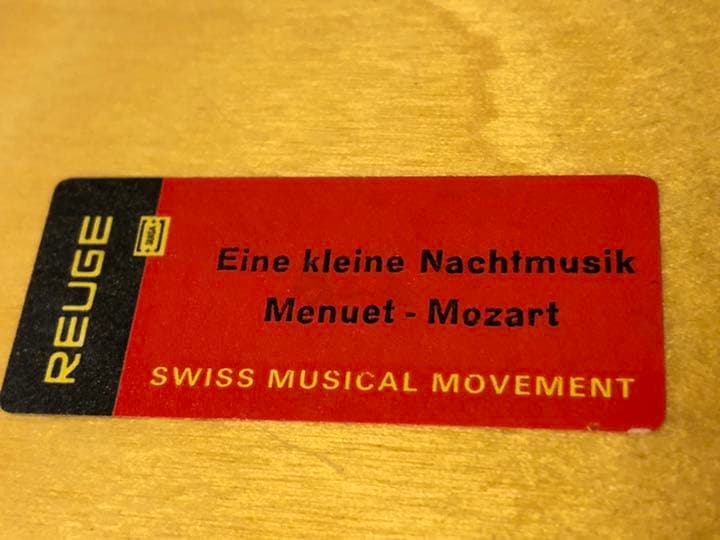 REUGE
Eine kleine Nachtmusik
Menuet - Mozart
SWISS MUSICAL MOVEMENT